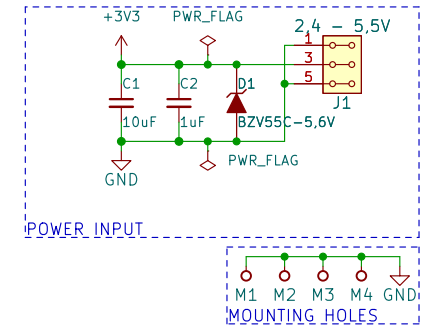 +3V3
PWR_FLAG
2,4 - 5,5V
1
3
5
J1
C1
C2
D1
10uF
1uF
BZV55C-5,6V
GND
PWR_FLAG
POWER INPUT
M1
M2
M3
M4
GND
MOUNTING HOLES